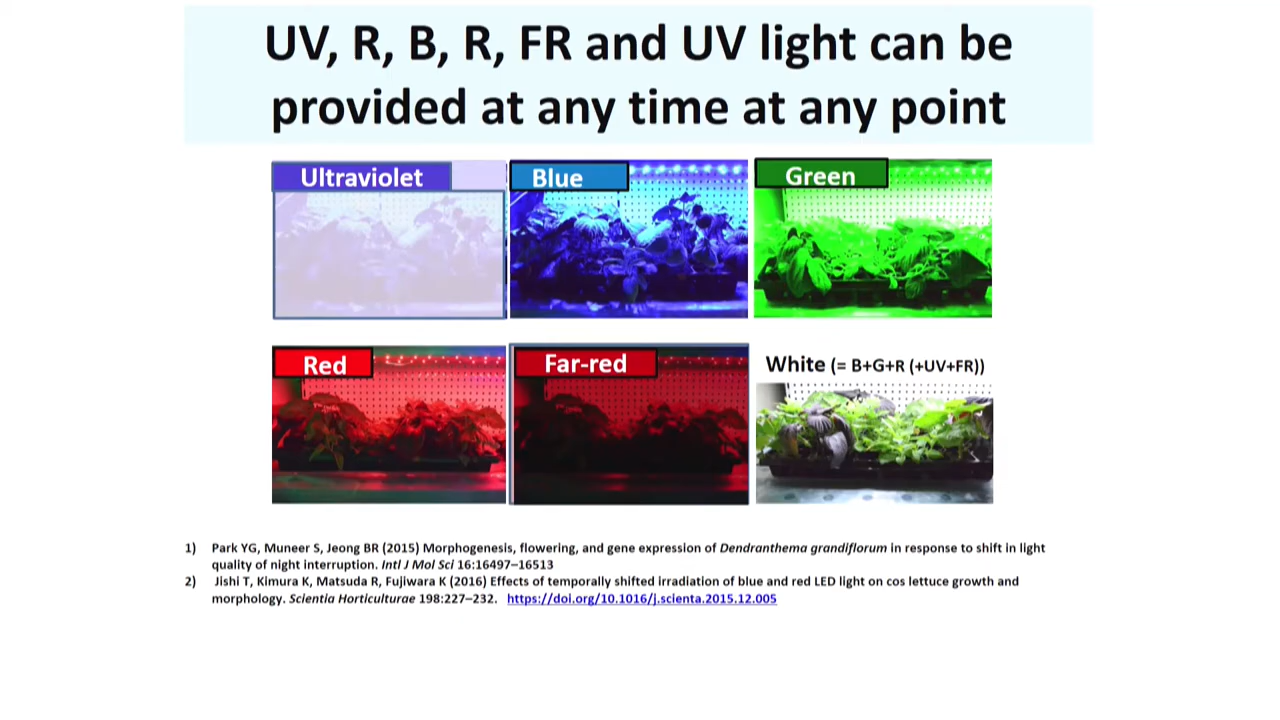 UV, R, B, R, FR and UV light can be
provided at any time at any point
Ultraviolet
Blue
Green
Red
Far-red
White (= B+G+R (+UV+FR))
1) Park YG, Muneer S, Jeong BR (2015) Morphogenesis, flowering, and gene expression of Dendranthema grandiflorum in response to shift in light
quality of night interruption. Intl J Mol Sci 16:16497–16513
2) Jishi T, Kimura K, Matsuda R, Fujiwara K (2016) Effects of temporally shifted irradiation of blue and red LED light on cos lettuce growth and
morphology. Scientia Horticulturae 198:227–232. https://doi.org/10.1016/j.scienta.2015.12.005